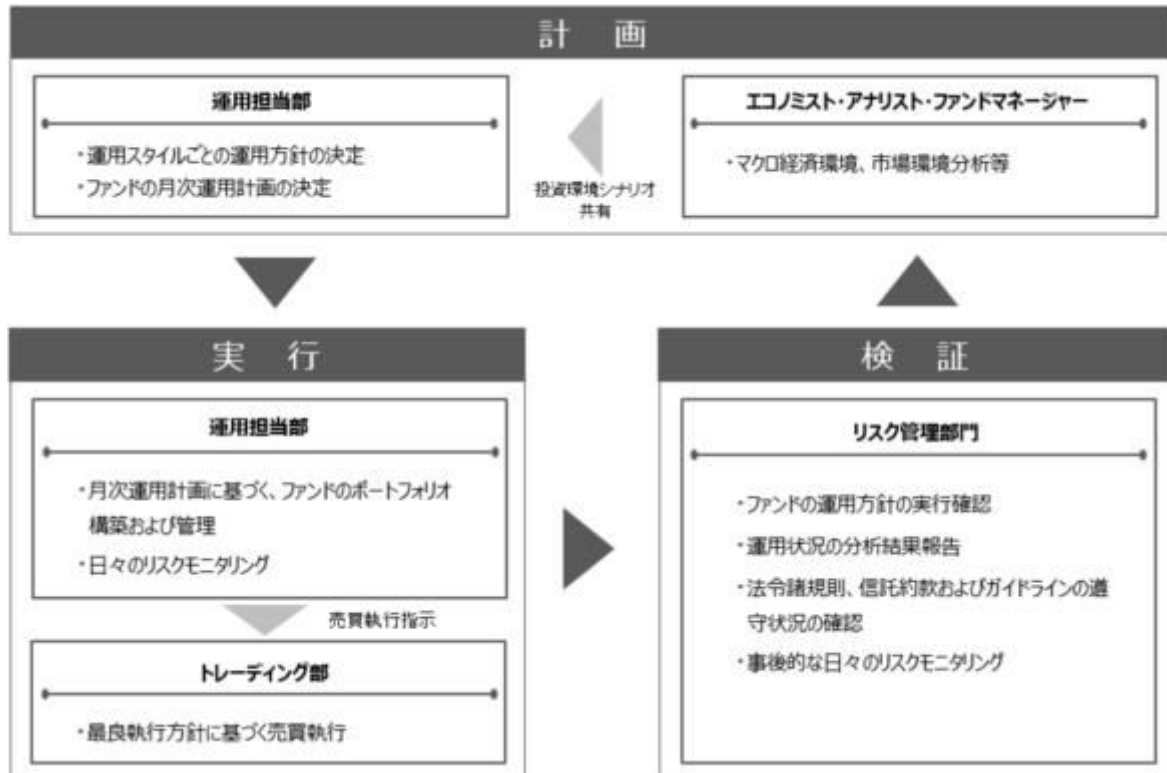 計 画
運用担当部
・運用スタイルごとの運用方針の決定
・ファンドの月次運用計画の決定
投資環境シナリオ
共有
エコノミスト・アナリスト・ファンドマネージャー
・マクロ経済環境、市場環境分析等
実 行
運用担当部
・月次運用計画に基づく、ファンドのポートフォリオ
構築および管理
・日々のリスクモニタリング
売買執行指示
トレーディング部
・最良執行方針に基づく売買執行
検 証
リスク管理部門
・ファンドの運用方針の実行確認
・運用状況の分析結果報告
・法令諸規則、信託約款およびガイドラインの遵
守状況の確認
・事後的な日々のリスクモニタリング